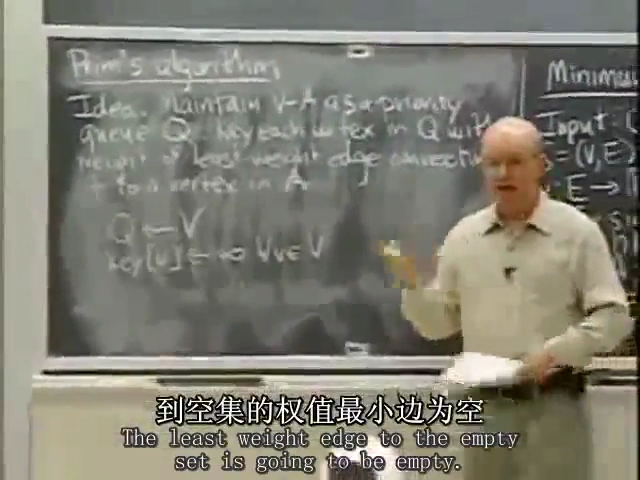 Prim's algorithm
Idea: Maintain V-A as a priority
queue Q. Key each vertex in Q with
weight of least-weight edge connecting
it to a vertex in A.
Q ← V
key[v] ← ∞ ∀v∈V
Minimum
Input:
= (V, E)
: E →
到空集的权值最小边为空
The least weight edge to the empty
set is going to be empty.